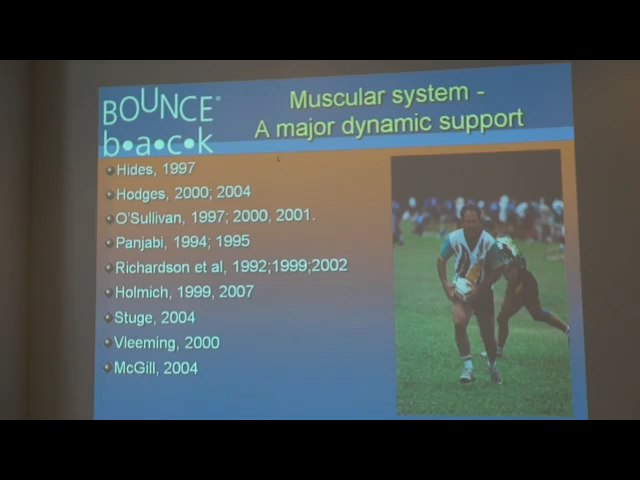 BOUNCE®
b•a•c•k
Muscular system -
A major dynamic support
Hides, 1997
Hodges, 2000; 2004
O'Sullivan, 1997; 2000, 2001.
Panjabi, 1994; 1995
Richardson et al, 1992;1999;2002
Holmich, 1999, 2007
Stuge, 2004
Vleeming, 2000
McGill, 2004